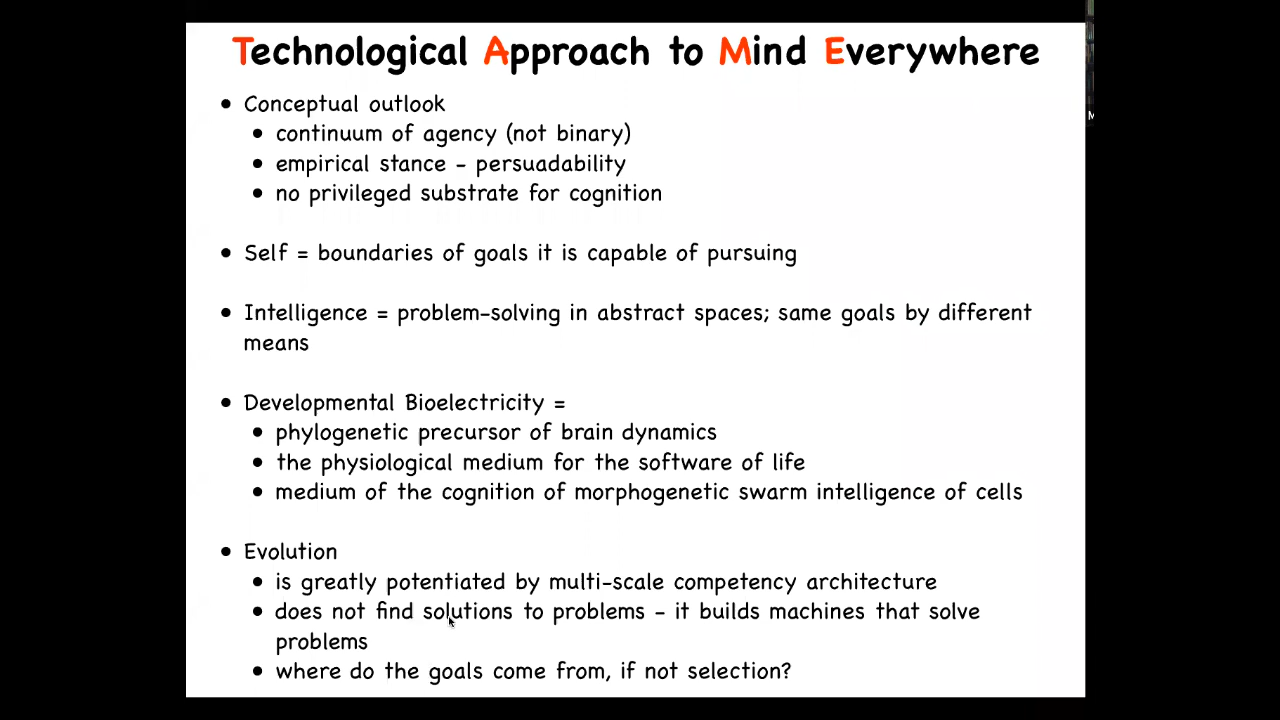 Technological Approach to Mind Everywhere
• Conceptual outlook
• continuum of agency (not binary)
• empirical stance - persuadability
• no privileged substrate for cognition
• Self = boundaries of goals it is capable of pursuing
• Intelligence = problem-solving in abstract spaces; same goals by different
means
• Developmental Bioelectricity =
• phylogenetic precursor of brain dynamics
• the physiological medium for the software of life
• medium of the cognition of morphogenetic swarm intelligence of cells
• Evolution
• is greatly potentiated by multi-scale competency architecture
• does not find solutions to problems - it builds machines that solve
problems
• where do the goals come from, if not selection?
M